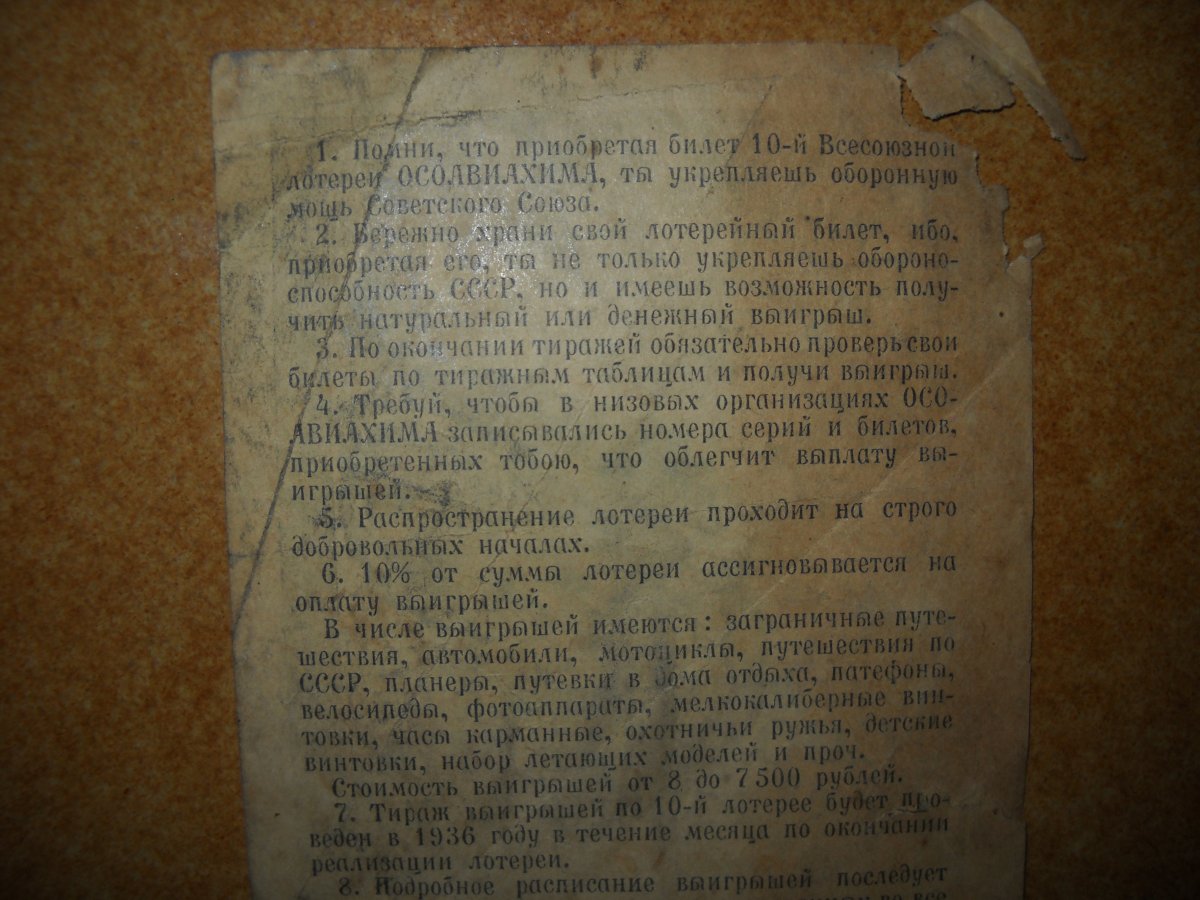 1. Помни, что приобретая билет 10-й Всесоюзной
лотереи ОСОАВИАХИМА, ты укрепляешь оборонную
мощь Советского Союза.
2. Бережно храни свой лотерейный билет, ибо,
приобретая его, ты не только укрепляешь обороно-
способность СССР, но и имеешь возможность полу-
чить натуральный или денежный выигрыш.
3. По окончании тиражей обязательно проверь свои
билеты по тиражным таблицам и получи выигрыш.
4. Требуй, чтобы в низовых организациях ОСО-
АВИАХИМА записывались номера серий и билетов,
приобретенных тобою, что облегчит выплату вы-
игрышей.
5. Распространение лотереи проходит на строго
добровольных началах.
6. 10% от суммы лотереи ассигновывается на
оплату выигрышей.
В числе выигрышей имеются: заграничные путе-
шествия, автомобили, мотоциклы, путешествия по
СССР, планеры, путевки в дома отдыха, патефоны,
велосипеды, фотоаппараты, мелкокалиберные вин-
товки, часы карманные, охотничьи ружья, детские
винтовки, набор летающих моделей и проч.
Стоимость выигрышей от 8 до 7500 рублей.
7. Тираж выигрышей по 10-й лотерее будет про-
веден в 1936 году в течение месяца по окончании
реализации лотереи.
8. Подробное расписание выигрышей последует
по все